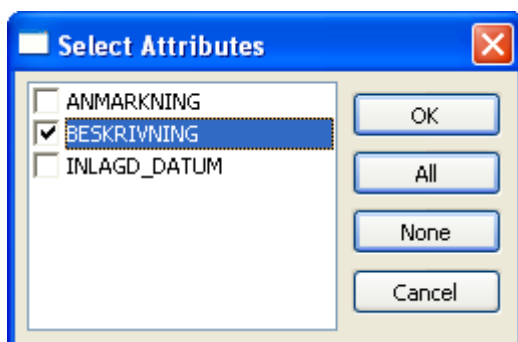 Select Attributes
ANMARKNING
BESKRIVNING
INLAGD_DATUM
OK
All
None
Cancel